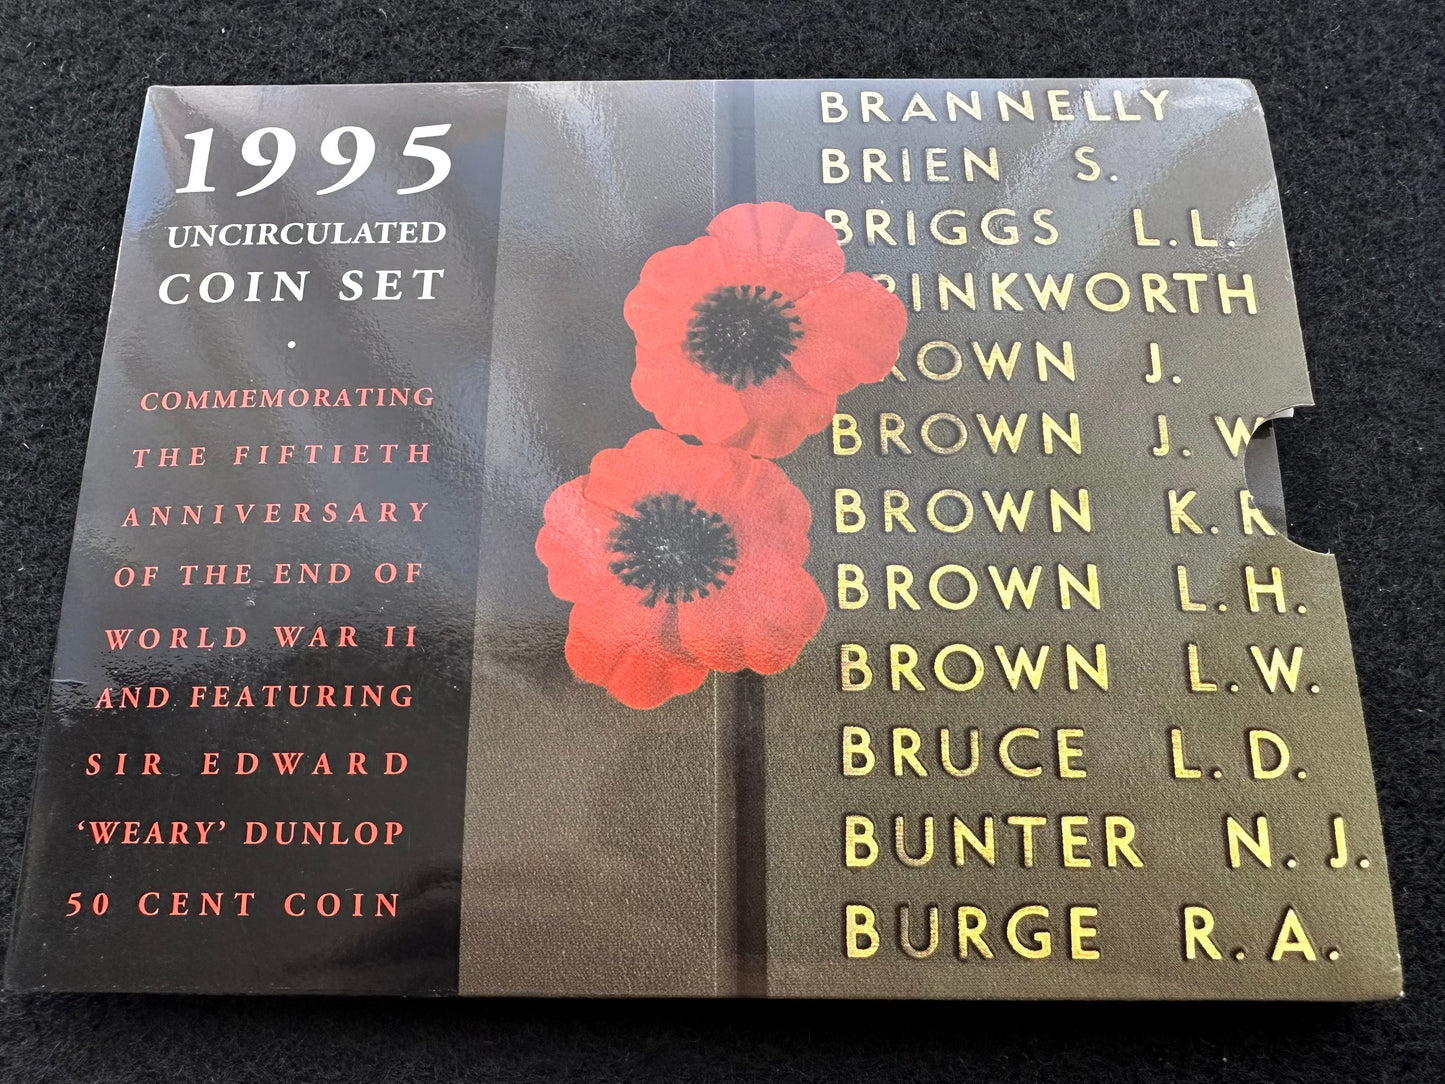 1995
UNCIRCULATED
COIN SET
•
COMMEMORATING
THE FIFTIETH
ANNIVERSARY
OF THE END OF
WORLD WAR II
AND FEATURING
SIR EDWARD
‘WEARY’ DUNLOP
50 CENT COIN
BRANNELLY
BRIEN S.
BRIGGS L.L.
RINKWORTH
BROWN J.
BROWN J.W
BROWN K.R
BROWN L.H.
BROWN L.W.
BRUCE L.D.
BUNTER N.J.
BURGE R.A.